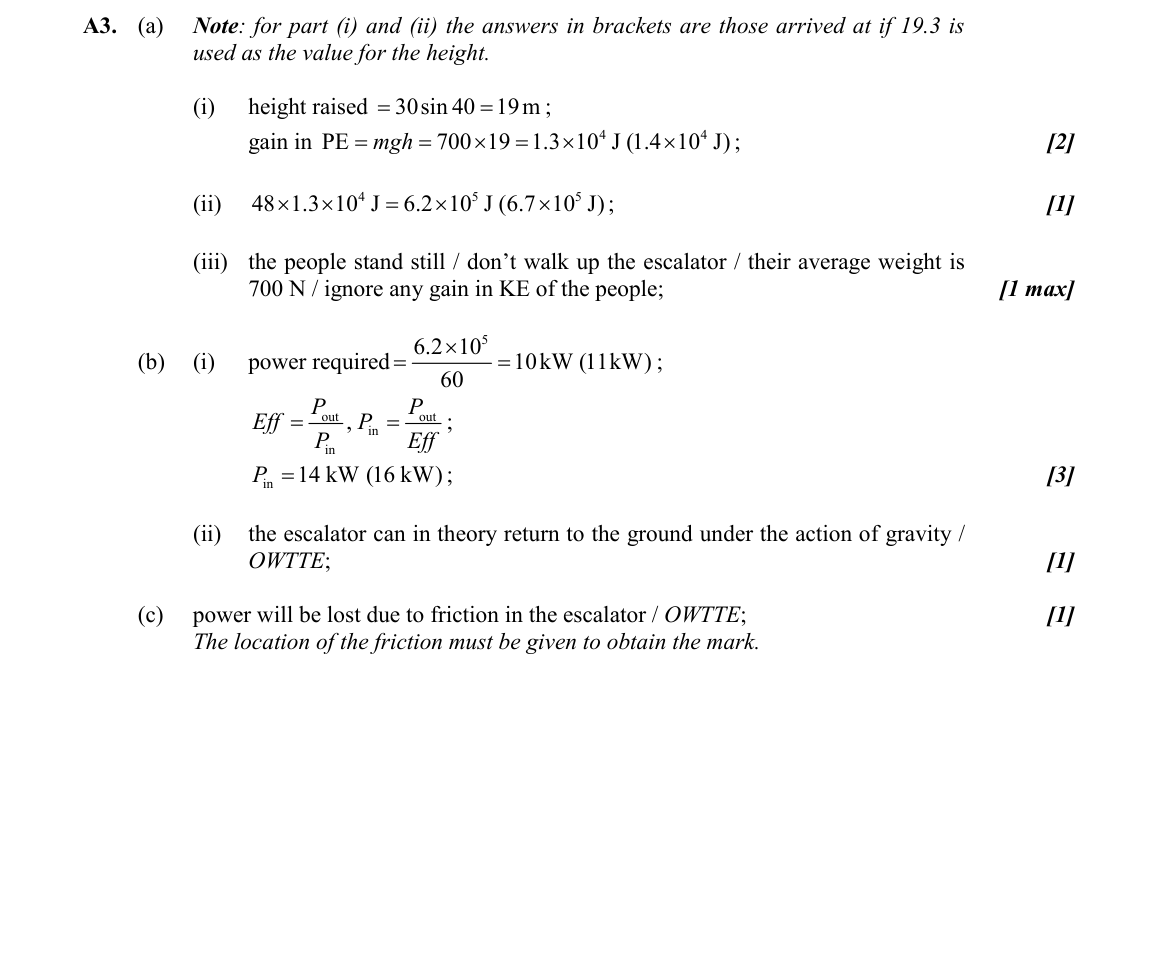 A3. (a) Note: for part (i) and (ii) the answers in brackets are those arrived at if 19.3 is
used as the value for the height.
(i) height raised = 30 sin 40 = 19 m ;
gain in PE = mgh = 700 × 19 = 1.3 × 10⁴ J (1.4 × 10⁴ J) ; [2]
(ii) 48 × 1.3 × 10⁴ J = 6.2 × 10⁵ J (6.7 × 10⁵ J) ; [1]
(iii) the people stand still / don’t walk up the escalator / their average weight is
700 N / ignore any gain in KE of the people; [1 max]
(b) (i) power required = 6.2×10⁵ / 60 = 10 kW (11 kW) ;
Eff = P_out / P_in , P_in = P_out / Eff ;
P_in = 14 kW (16 kW) ; [3]
(ii) the escalator can in theory return to the ground under the action of gravity /
OWTTE; [1]
(c) power will be lost due to friction in the escalator / OWTTE; [1]
The location of the friction must be given to obtain the mark.